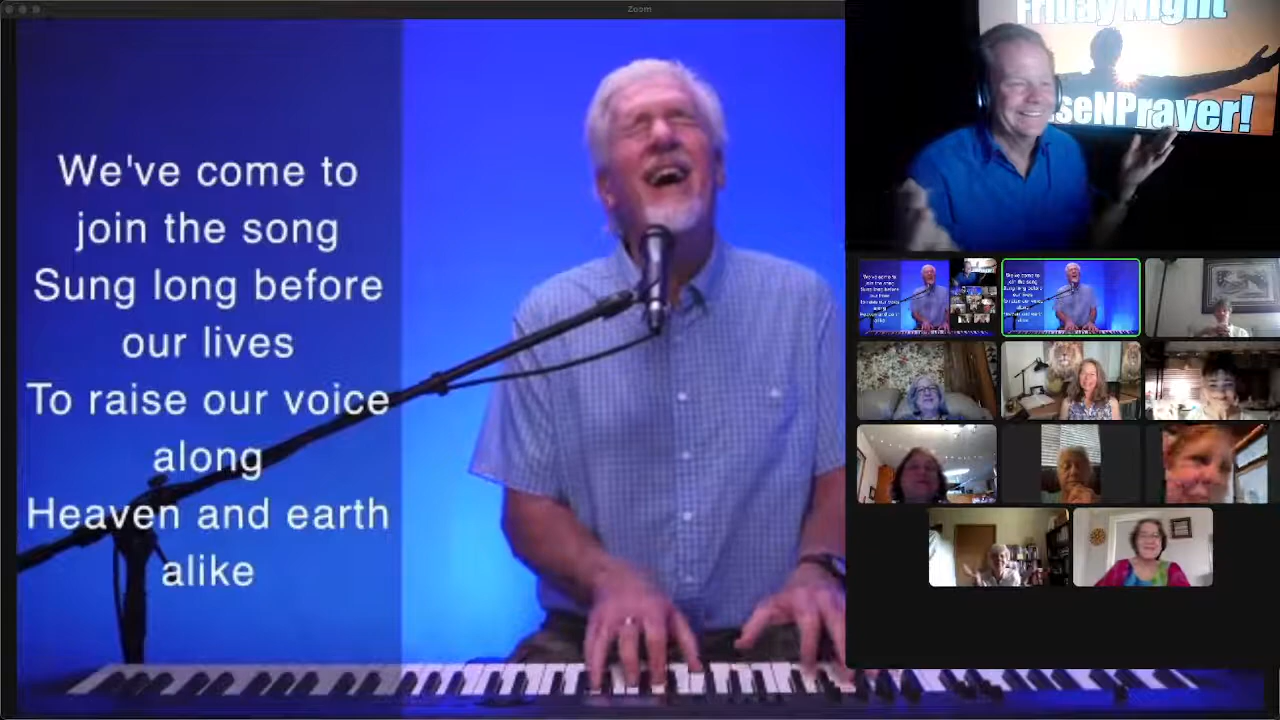 Zoom
We've come to
join the song
Sung long before
our lives
To raise our voice
along
Heaven and earth
alike
Friday Night
seNPrayer!